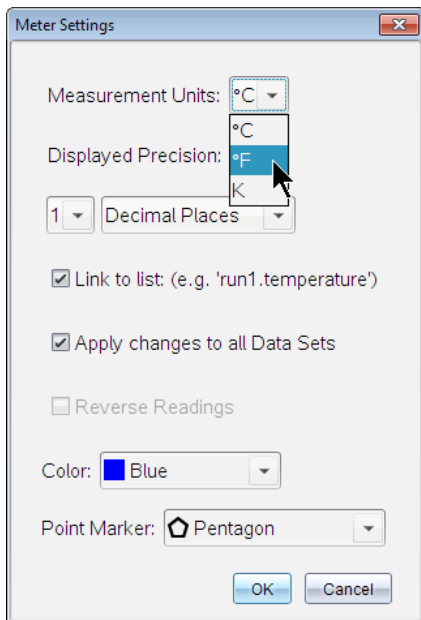 Meter Settings
Measurement Units: °C
°C
Displayed Precision: °F
K
1 Decimal Places
Link to list: (e.g. 'run1.temperature')
Apply changes to all Data Sets
Reverse Readings
Color: Blue
Point Marker: Pentagon
OK Cancel